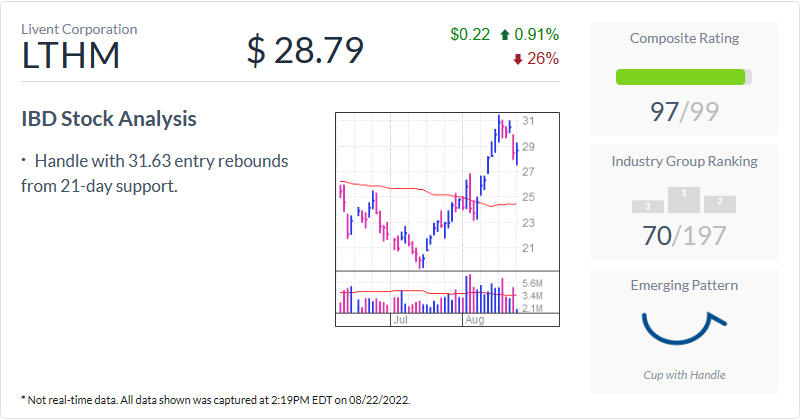 Livent Corporation
LTHM
$ 28.79
$0.22 0.91%
26%
IBD Stock Analysis
· Handle with 31.63 entry rebounds
from 21-day support.
31
29
27
25
23
21
5.6M
3.4M
2.1M
Jul
Aug
Composite Rating
97/99
Industry Group Ranking
3
1
2
70/197
Emerging Pattern
Cup with Handle
* Not real-time data. All data shown was captured at 2:19PM EDT on 08/22/2022.